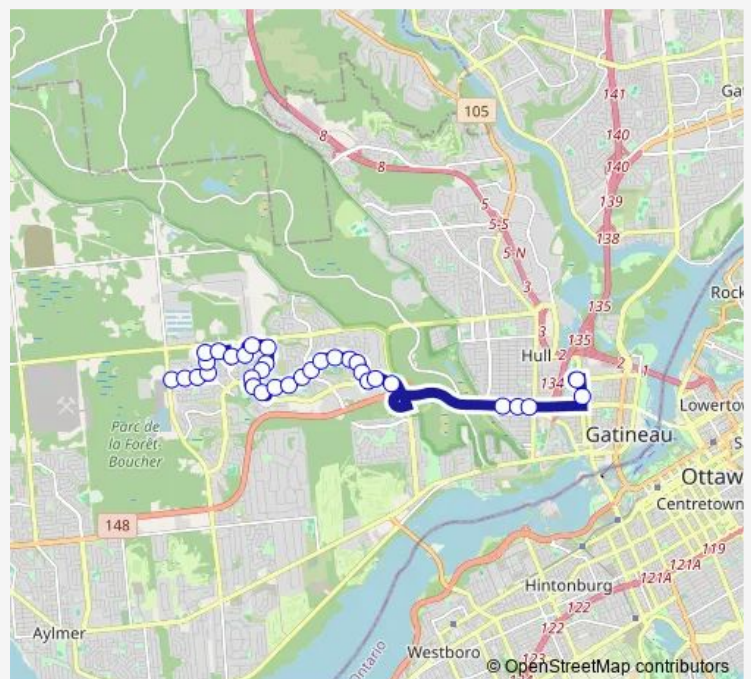 141
Ga
105
140
8
8
140
139
5
5-S
138
5-N
Rock
3
135
3
135
Hull
2
2
1
134
Lowertow
Parc de
la Forêt-
Boucher
Gatineau
S
Ottaw
Centretown
148
119
121A
121A
Hintonburg
122
122
Aylmer
Ontario
Westboro
123
© OpenStreetMap contributors